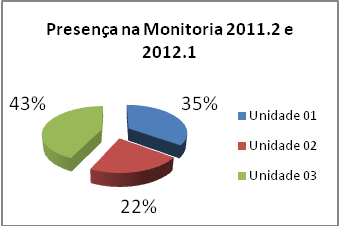 Presença na Monitoria 2011.2 e
2012.1
43%
35%
22%
Unidade 01
Unidade 02
Unidade 03